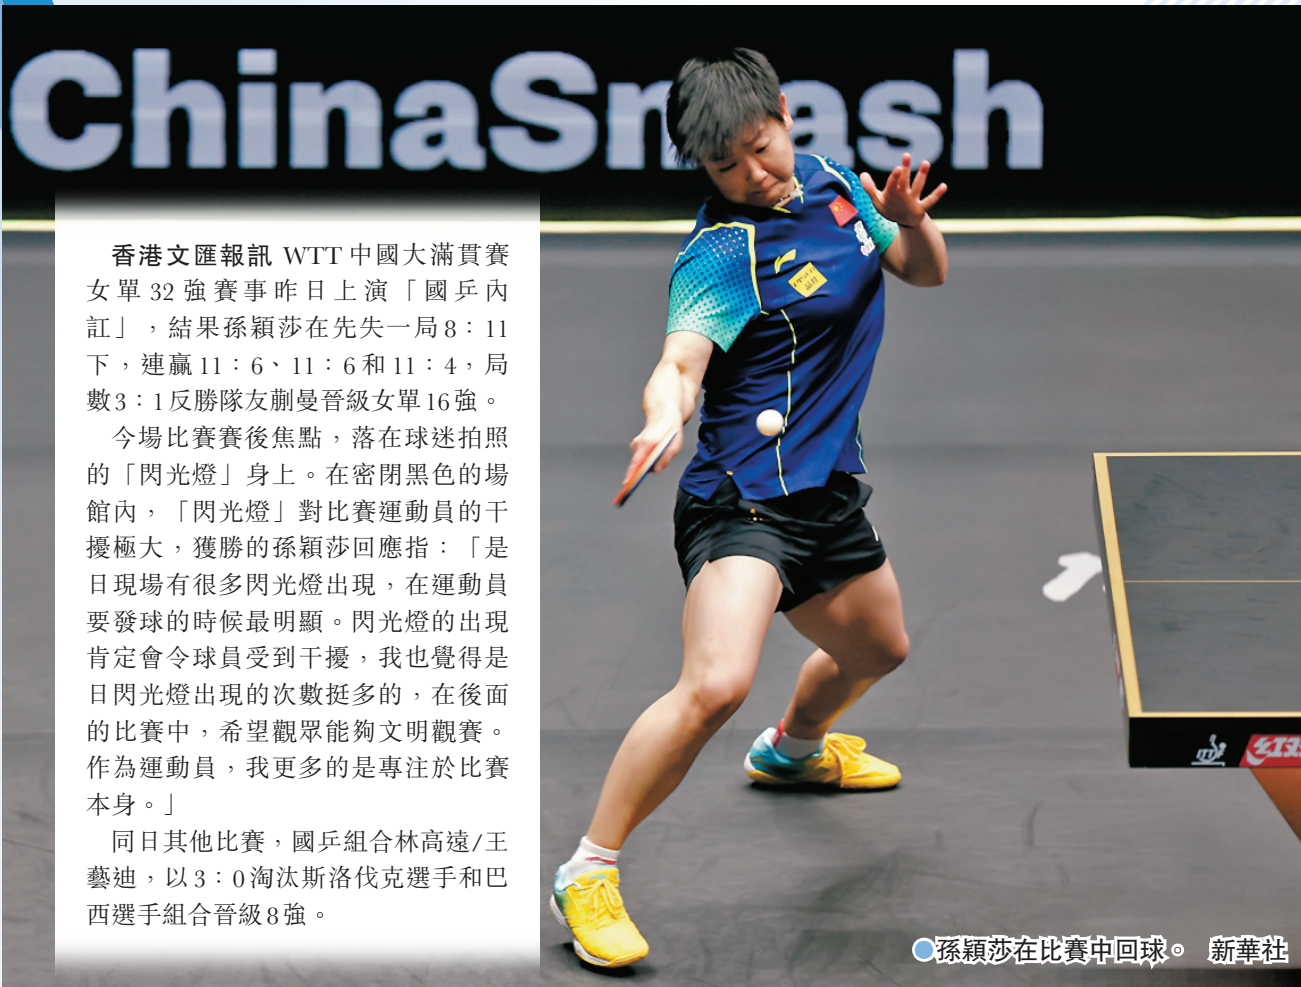 ChinaSmash
香港文匯報訊 WTT中國大滿貫賽
女單32強賽事昨日上演「國乒內
訌」，結果孫穎莎在先失一局8：11
下，連贏11：6、11：6和11：4，局
數3：1反勝隊友蒯曼晉級女單16強。
今場比賽賽後焦點，落在球迷拍照
的「閃光燈」身上。在密閉黑色的場
館內，「閃光燈」對比賽運動員的干
擾極大，獲勝的孫穎莎回應指：「是
日現場有很多閃光燈出現，在運動員
要發球的時候最明顯。閃光燈的出現
肯定會令球員受到干擾，我也覺得是
日閃光燈出現的次數挺多的，在後面
的比賽中，希望觀眾能夠文明觀賽。
作為運動員，我更多的是專注於比賽
本身。」
同日其他比賽，國乒組合林高遠/王
藝迪，以3：0淘汰斯洛伐克選手和巴
西選手組合晉級8強。
ITTF
●孫穎莎在比賽中回球。 新華社